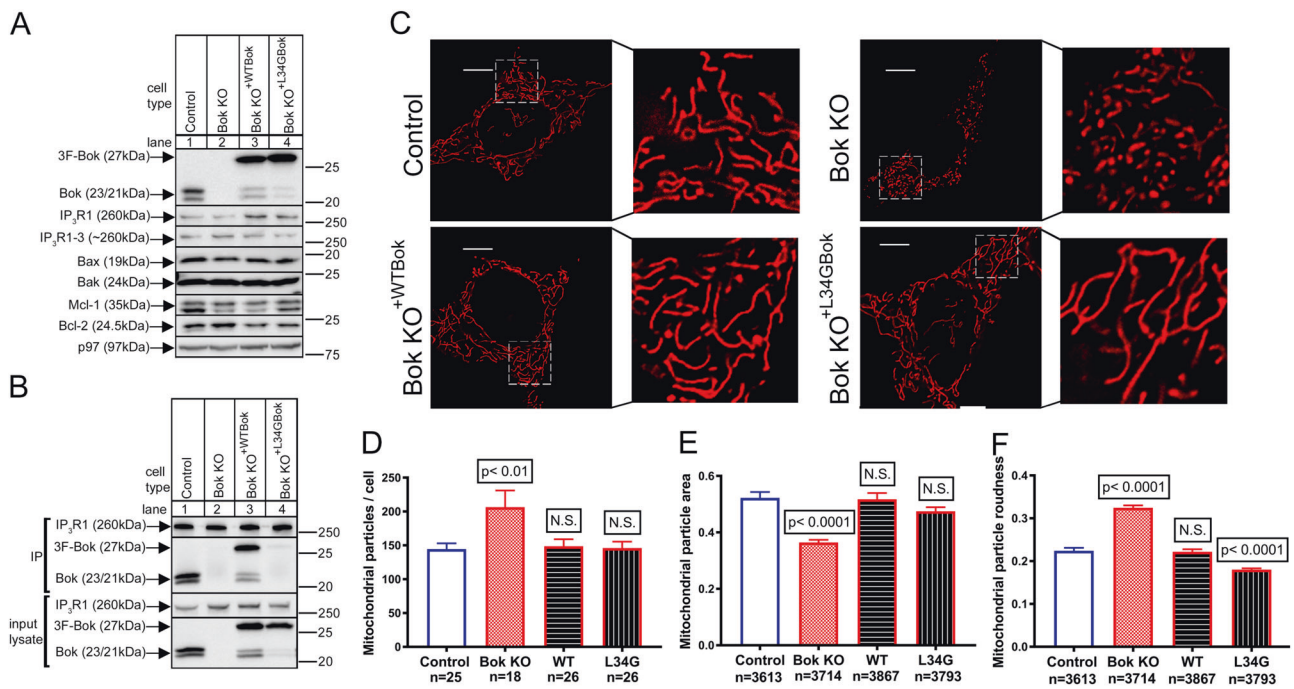 A
cell type
Control
Bok KO
Bok KO+WTBok
Bok KO+L34GBok
lane
1 2 3 4
3F-Bok (27kDa)
25
Bok (23/21kDa)
20
IP3R1 (260kDa)
250
IP3R1-3 (~260kDa)
250
20
Bax (19kDa)
25
Bak (24kDa)
Mcl-1 (35kDa)
25
Bcl-2 (24.5kDa)
p97 (97kDa)
75
B
cell type
Control
Bok KO
Bok KO+WTBok
Bok KO+L34GBok
lane
1 2 3 4
IP
IP3R1 (260kDa)
250
3F-Bok (27kDa)
25
Bok (23/21kDa)
20
input lysate
IP3R1 (260kDa)
250
3F-Bok (27kDa)
25
Bok (23/21kDa)
20
C
Control
Bok KO
Bok KO+WTBok
Bok KO+L34GBok
D
Mitochondrial particles / cell
250
200
150
100
50
0
p< 0.01
N.S.
N.S.
Control Bok KO WT L34G
n=25 n=18 n=26 n=26
E
Mitochondrial particle area
0.6
0.4
0.2
0.0
p< 0.0001
N.S.
N.S.
Control Bok KO WT L34G
n=3613 n=3714 n=3867 n=3793
F
Mitochondrial particle roudness
0.4
0.3
0.2
0.1
0.0
p< 0.0001
N.S.
p< 0.0001
Control Bok KO WT L34G
n=3613 n=3714 n=3867 n=3793